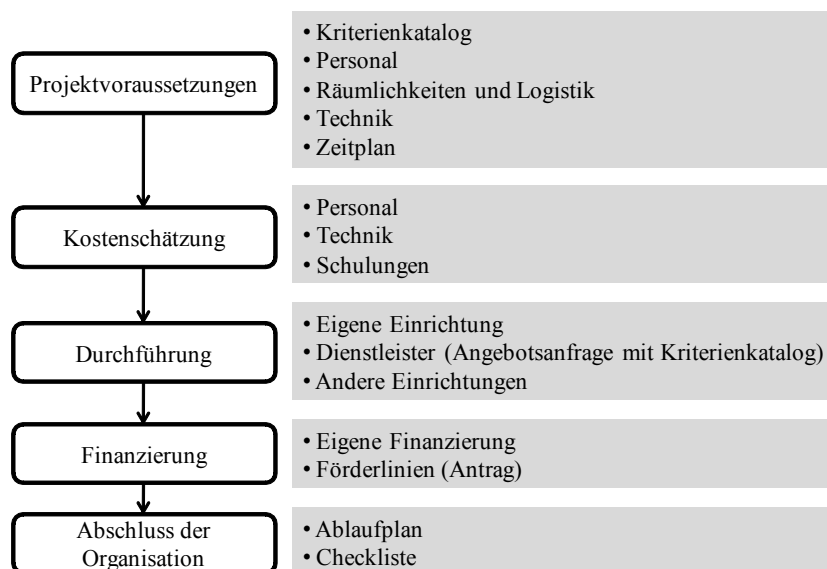 Projektvoraussetzungen
• Kriterienkatalog
• Personal
• Räumlichkeiten und Logistik
• Technik
• Zeitplan
Kostenschätzung
• Personal
• Technik
• Schulungen
Durchführung
• Eigene Einrichtung
• Dienstleister (Angebotsanfrage mit Kriterienkatalog)
• Andere Einrichtungen
Finanzierung
• Eigene Finanzierung
• Förderlinien (Antrag)
Abschluss der
Organisation
• Ablaufplan
• Checkliste